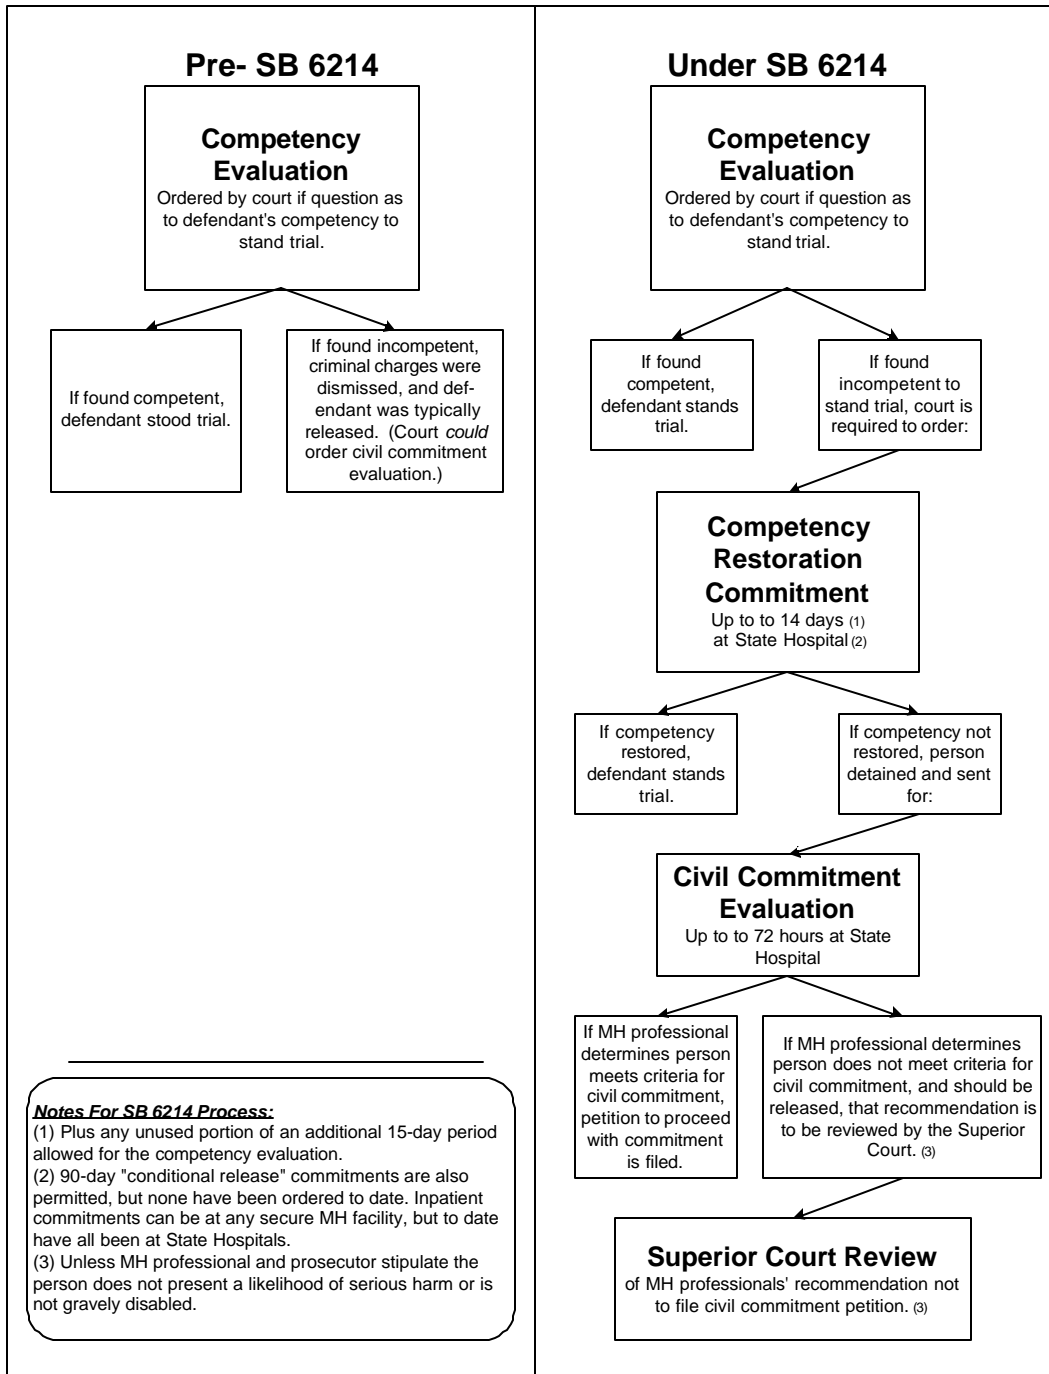 Pre- SB 6214
Competency
Evaluation
Ordered by court if question as
to defendant's competency to
stand trial.
If found competent,
defendant stood trial.
If found incompetent,
criminal charges were
dismissed, and def-
endant was typically
released. (Court could
order civil commitment
evaluation.)
Notes For SB 6214 Process:
(1) Plus any unused portion of an additional 15-day period
allowed for the competency evaluation.
(2) 90-day "conditional release" commitments are also
permitted, but none have been ordered to date. Inpatient
commitments can be at any secure MH facility, but to date
have all been at State Hospitals.
(3) Unless MH professional and prosecutor stipulate the
person does not present a likelihood of serious harm or is
not gravely disabled.
Under SB 6214
Competency
Evaluation
Ordered by court if question as
to defendant's competency to
stand trial.
If found
competent,
defendant stands
trial.
If found
incompetent to
stand trial, court is
required to order:
Competency
Restoration
Commitment
Up to to 14 days (1)
at State Hospital (2)
If competency
restored,
defendant stands
trial.
If competency not
restored, person
detained and sent
for:
Civil Commitment
Evaluation
Up to to 72 hours at State
Hospital
If MH professional
determines person
meets criteria for
civil commitment,
petition to proceed
with commitment
is filed.
If MH professional determines
person does not meet criteria for
civil commitment, and should be
released, that recommendation is
to be reviewed by the Superior
Court. (3)
Superior Court Review
of MH professionals' recommendation not
to file civil commitment petition. (3)